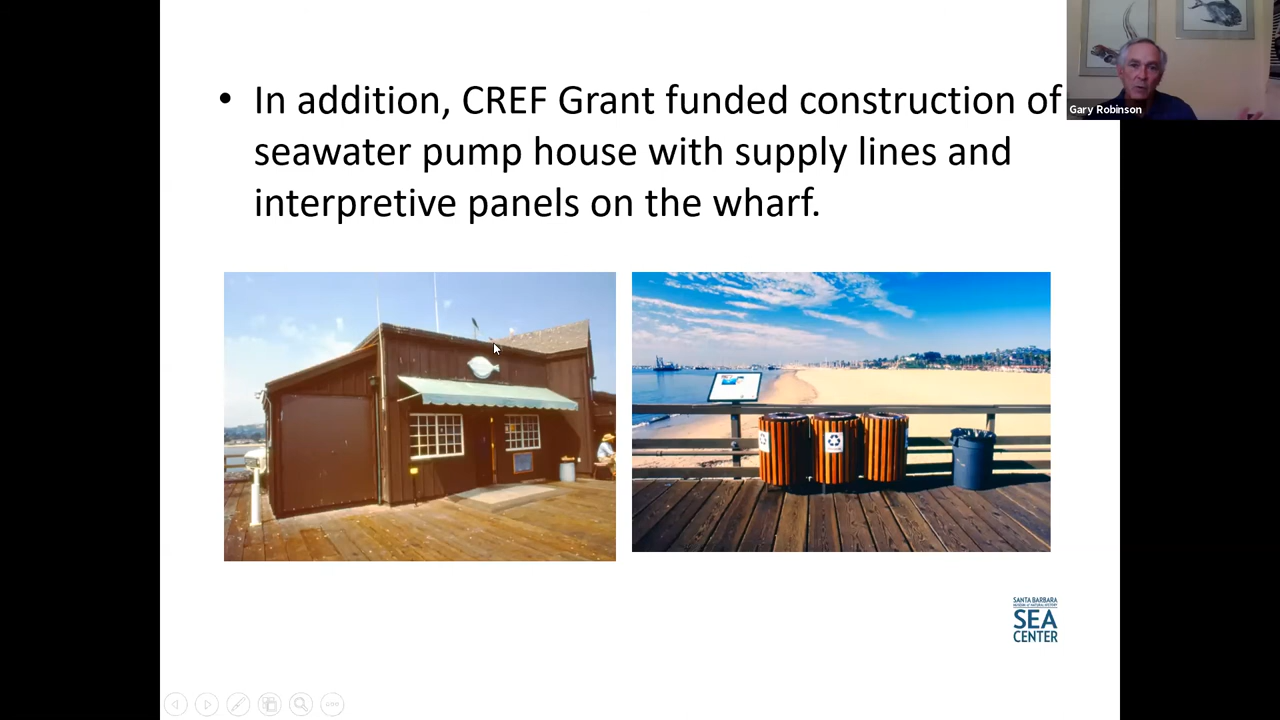 • In addition, CREF Grant funded construction of
seawater pump house with supply lines and
interpretive panels on the wharf.
Gary Robinson
SANTA BARBARA
MUSEUM of NATURAL HISTORY
SEA
CENTER